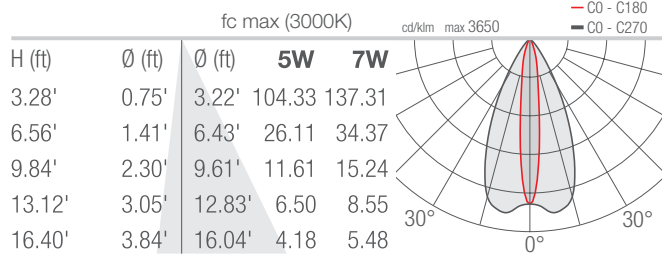 fc max (3000K)
H (ft) Ø (ft) Ø (ft) 5W 7W
3.28' 0.75' 3.22' 104.33 137.31
6.56' 1.41' 6.43' 26.11 34.37
9.84' 2.30' 9.61' 11.61 15.24
13.12' 3.05' 12.83' 6.50 8.55
16.40' 3.84' 16.04' 4.18 5.48
cd/klm max 3650
C0 - C180
C0 - C270
30° 30°
0°